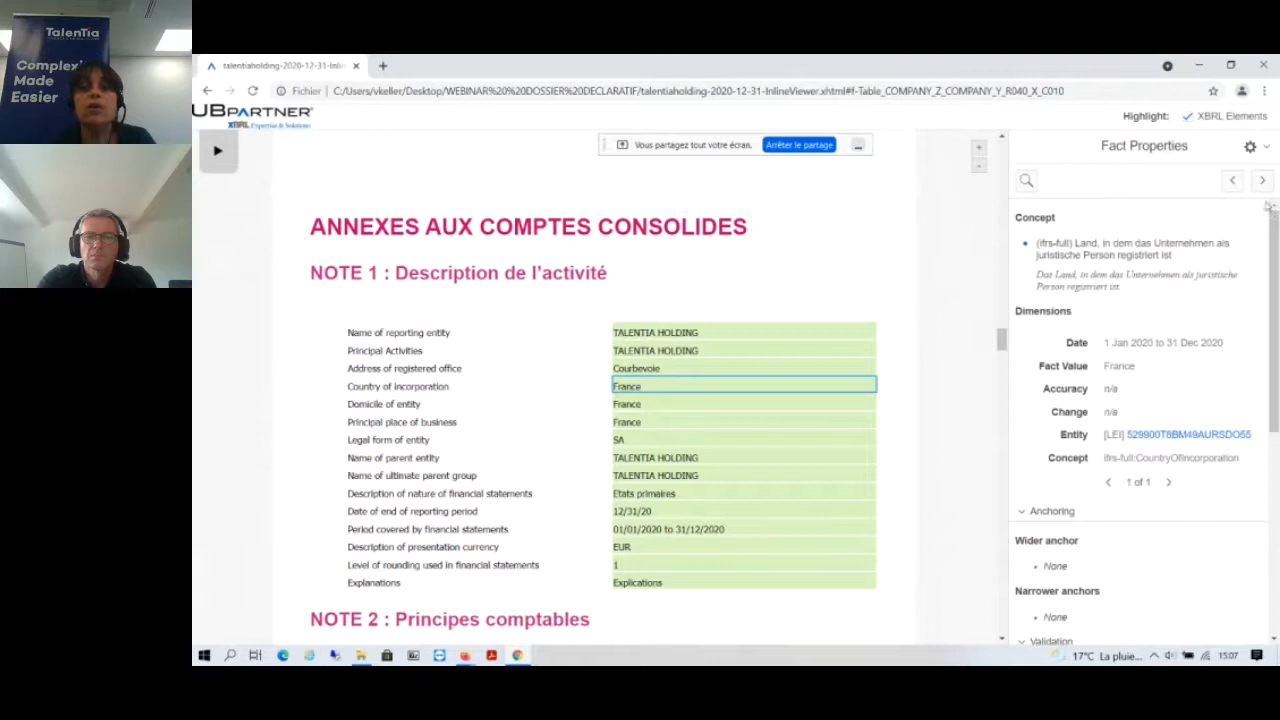 TalenTia
Complexi
Made
Easier
talentiaholding-2020-12-31-Inlin
Fichier
C:/Users/vkeller/Desktop/WEBINAR%20%20DOSSIER%20DECLARATIF/talentiaholding-2020-12-31-InlineViewer.xhtml#f-Table_COMPANY_Z_COMPANY_Y_R040_X_C010
UBPARTNER
XBRL Expertise & Solutions
Highlight: XBRL Elements
Vous partagez tout votre écran. Arrêter le partage
Fact Properties
ANNEXES AUX COMPTES CONSOLIDES
NOTE 1 : Description de l'activité
Name of reporting entity TALENTIA HOLDING
Principal Activities TALENTIA HOLDING
Address of registered office Courbevoie
Country of incorporation France
Domicile of entity France
Principal place of business France
Legal form of entity SA
Name of parent entity TALENTIA HOLDING
Name of ultimate parent group TALENTIA HOLDING
Description of nature of financial statements Etats primaires
Date of end of reporting period 12/31/20
Period covered by financial statements 01/01/2020 to 31/12/2020
Description of presentation currency EUR
Level of rounding used in financial statements 1
Explanations Explications
NOTE 2 : Principes comptables
Concept
(ifrs-full) Land, in dem das Unternehmen als
juristische Person registriert ist
Das Land, in dem das Unternehmen als juristische
Person registriert ist.
Dimensions
Date 1 Jan 2020 to 31 Dec 2020
Fact Value France
Accuracy n/a
Change n/a
Entity [LEI] 529900T8BM49AURSDO55
Concept ifrs-full:CountryOfIncorporation
1 of 1
Anchoring
Wider anchor
None
Narrower anchors
None
Validation
17°C La pluie...
15:07